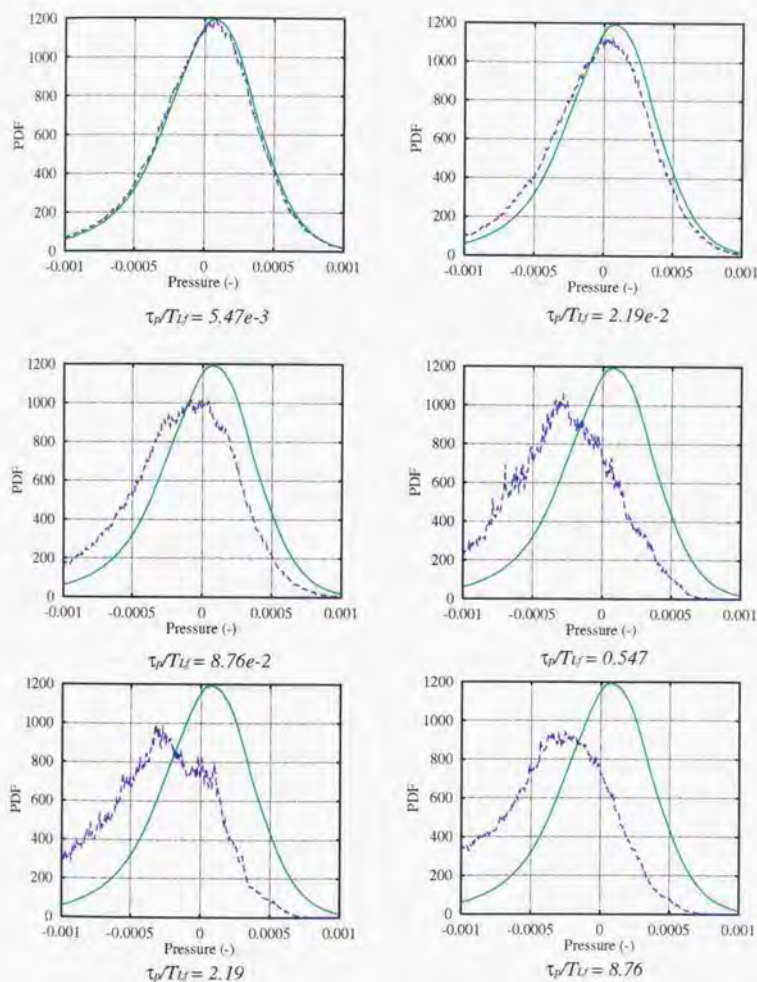 1200
1000
800
600
400
200
0
PDF
-0.001 -0.0005 0 0.0005 0.001
Pressure (-)
τp/TLf = 5.47e-3
1200
1000
800
600
400
200
0
PDF
-0.001 -0.0005 0 0.0005 0.001
Pressure (-)
τp/TLf = 2.19e-2
1200
1000
800
600
400
200
0
PDF
-0.001 -0.0005 0 0.0005 0.001
Pressure (-)
τp/TLf = 8.76e-2
1200
1000
800
600
400
200
0
PDF
-0.001 -0.0005 0 0.0005 0.001
Pressure (-)
τp/TLf = 0.547
1200
1000
800
600
400
200
0
PDF
-0.001 -0.0005 0 0.0005 0.001
Pressure (-)
τp/TLf = 2.19
1200
1000
800
600
400
200
0
PDF
-0.001 -0.0005 0 0.0005 0.001
Pressure (-)
τp/TLf = 8.76